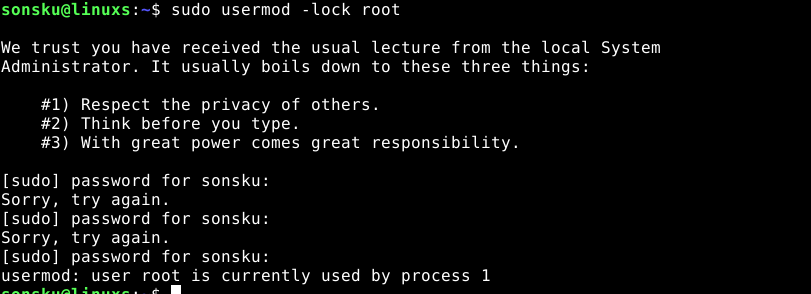 sonsku@linuxs:~$ sudo usermod -lock root
We trust you have received the usual lecture from the local System
Administrator. It usually boils down to these three things:
#1) Respect the privacy of others.
#2) Think before you type.
#3) With great power comes great responsibility.
[sudo] password for sonsku:
Sorry, try again.
[sudo] password for sonsku:
Sorry, try again.
[sudo] password for sonsku:
usermod: user root is currently used by process 1
sonsku@linuxs:~$